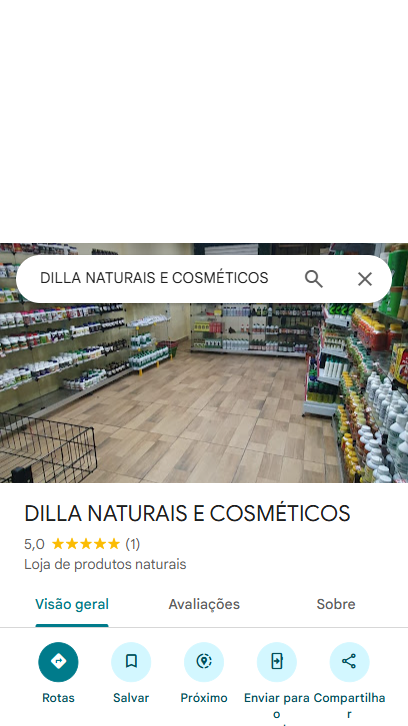 DILLA NATURAIS E COSMÉTICOS
DILLA NATURAIS E COSMÉTICOS
5,0 ★★★★★ (1)
Loja de produtos naturais
Visão geral Avaliações Sobre
Rotas Salvar Próximo Enviar para o Compartilhar